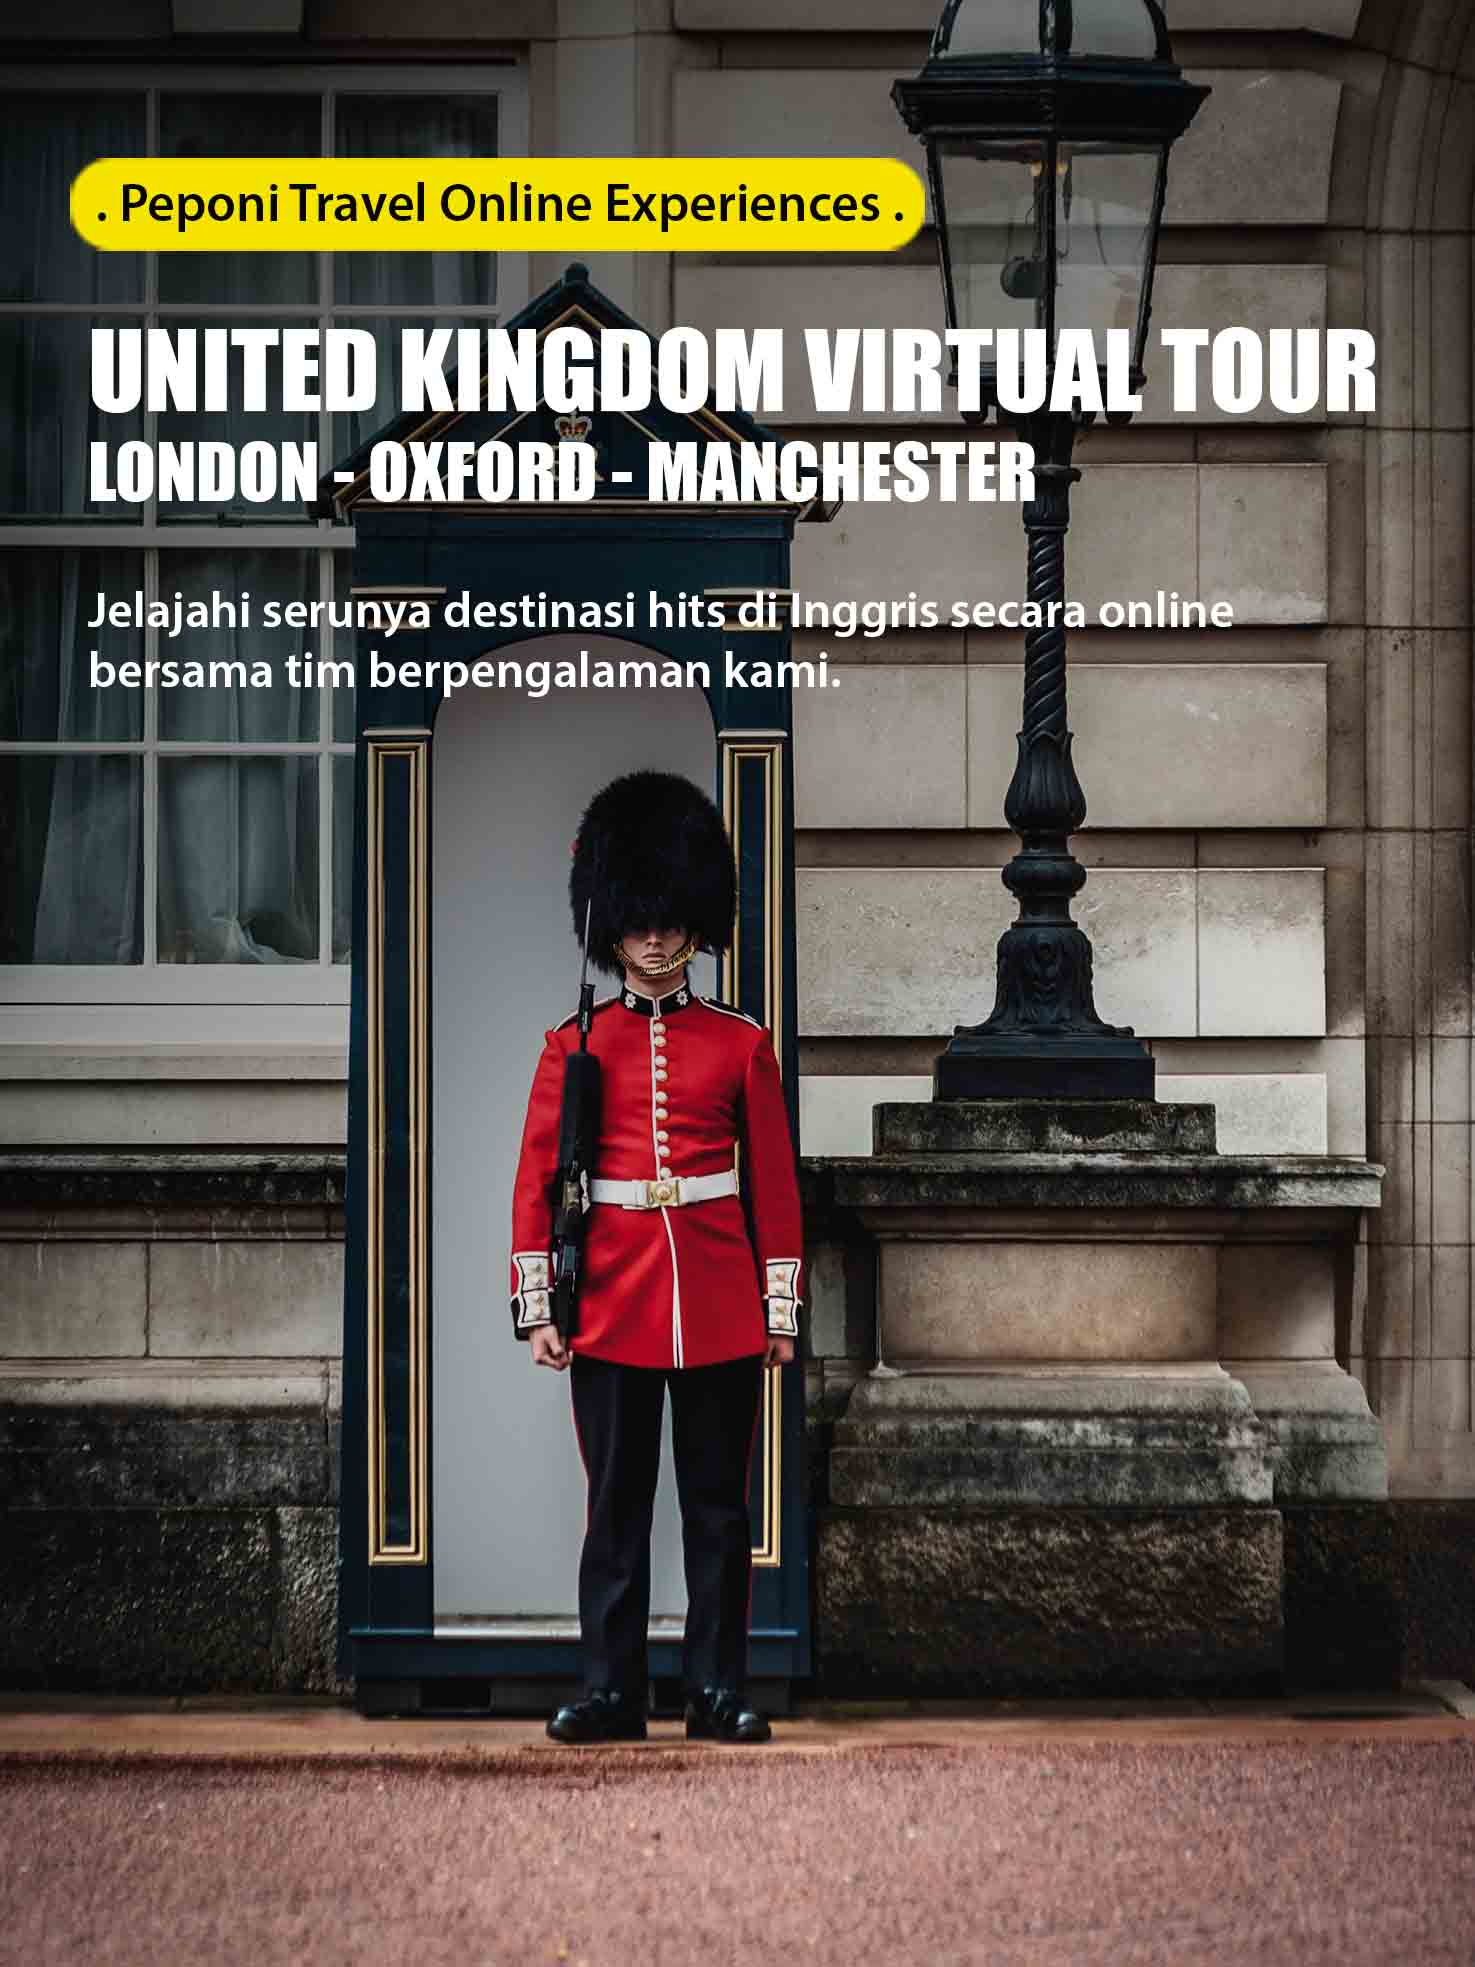 . Peponi Travel Online Experiences .
UNITED KINGDOM VIRTUAL TOUR
LONDON - OXFORD - MANCHESTER
Jelajahi serunya destinasi hits di Inggris secara online
bersama tim berpengalaman kami.